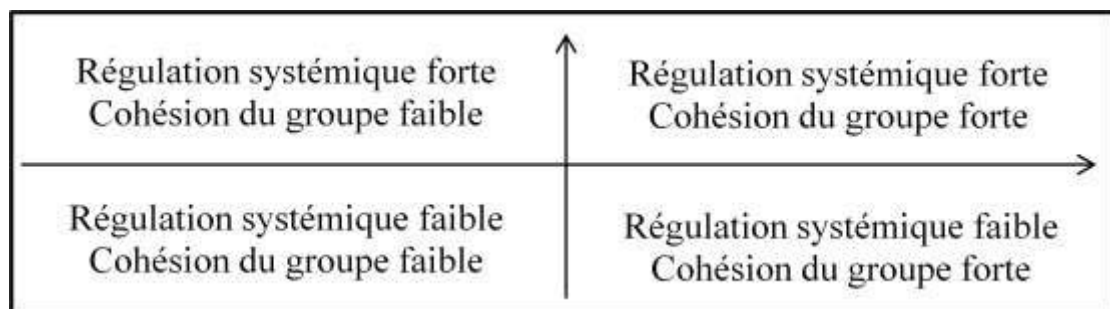 Régulation systémique forte
Cohésion du groupe faible
Régulation systémique forte
Cohésion du groupe forte
Régulation systémique faible
Cohésion du groupe faible
Régulation systémique faible
Cohésion du groupe forte